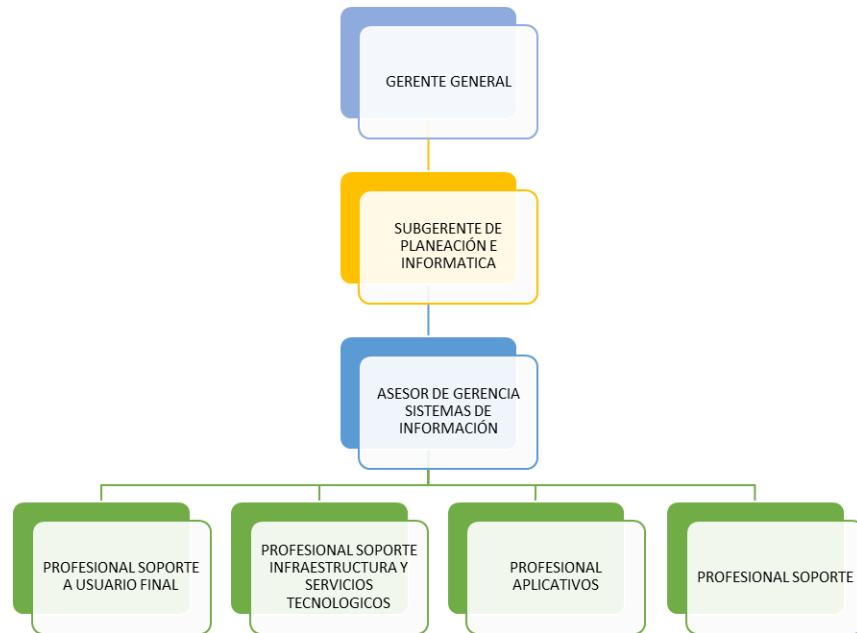 GERENTE GENERAL
SUBGERENTE DE
PLANEACIÓN E
INFORMATICA
ASESOR DE GERENCIA
SISTEMAS DE
INFORMACIÓN
PROFESIONAL SOPORTE
A USUARIO FINAL
PROFESIONAL SOPORTE
INFRAESTRUCTURA Y
SERVICIOS
TECNOLOGICOS
PROFESIONAL
APLICATIVOS
PROFESIONAL SOPORTE